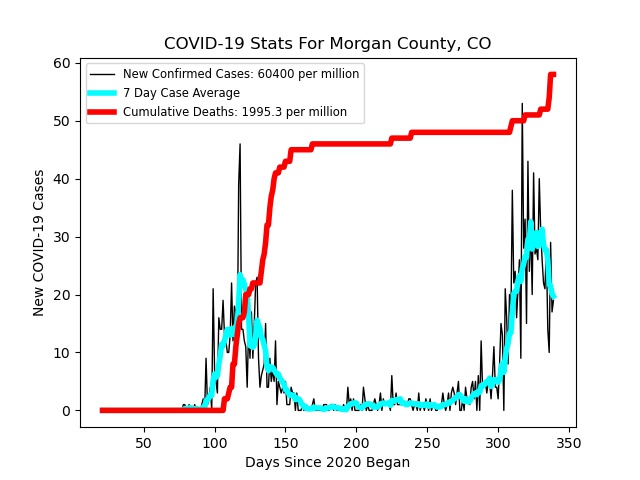 COVID-19 Stats For Morgan County, CO
New Confirmed Cases: 60400 per million
7 Day Case Average
Cumulative Deaths: 1995.3 per million
New COVID-19 Cases
60
50
40
30
20
10
0
50 100 150 200 250 300 350
Days Since 2020 Began